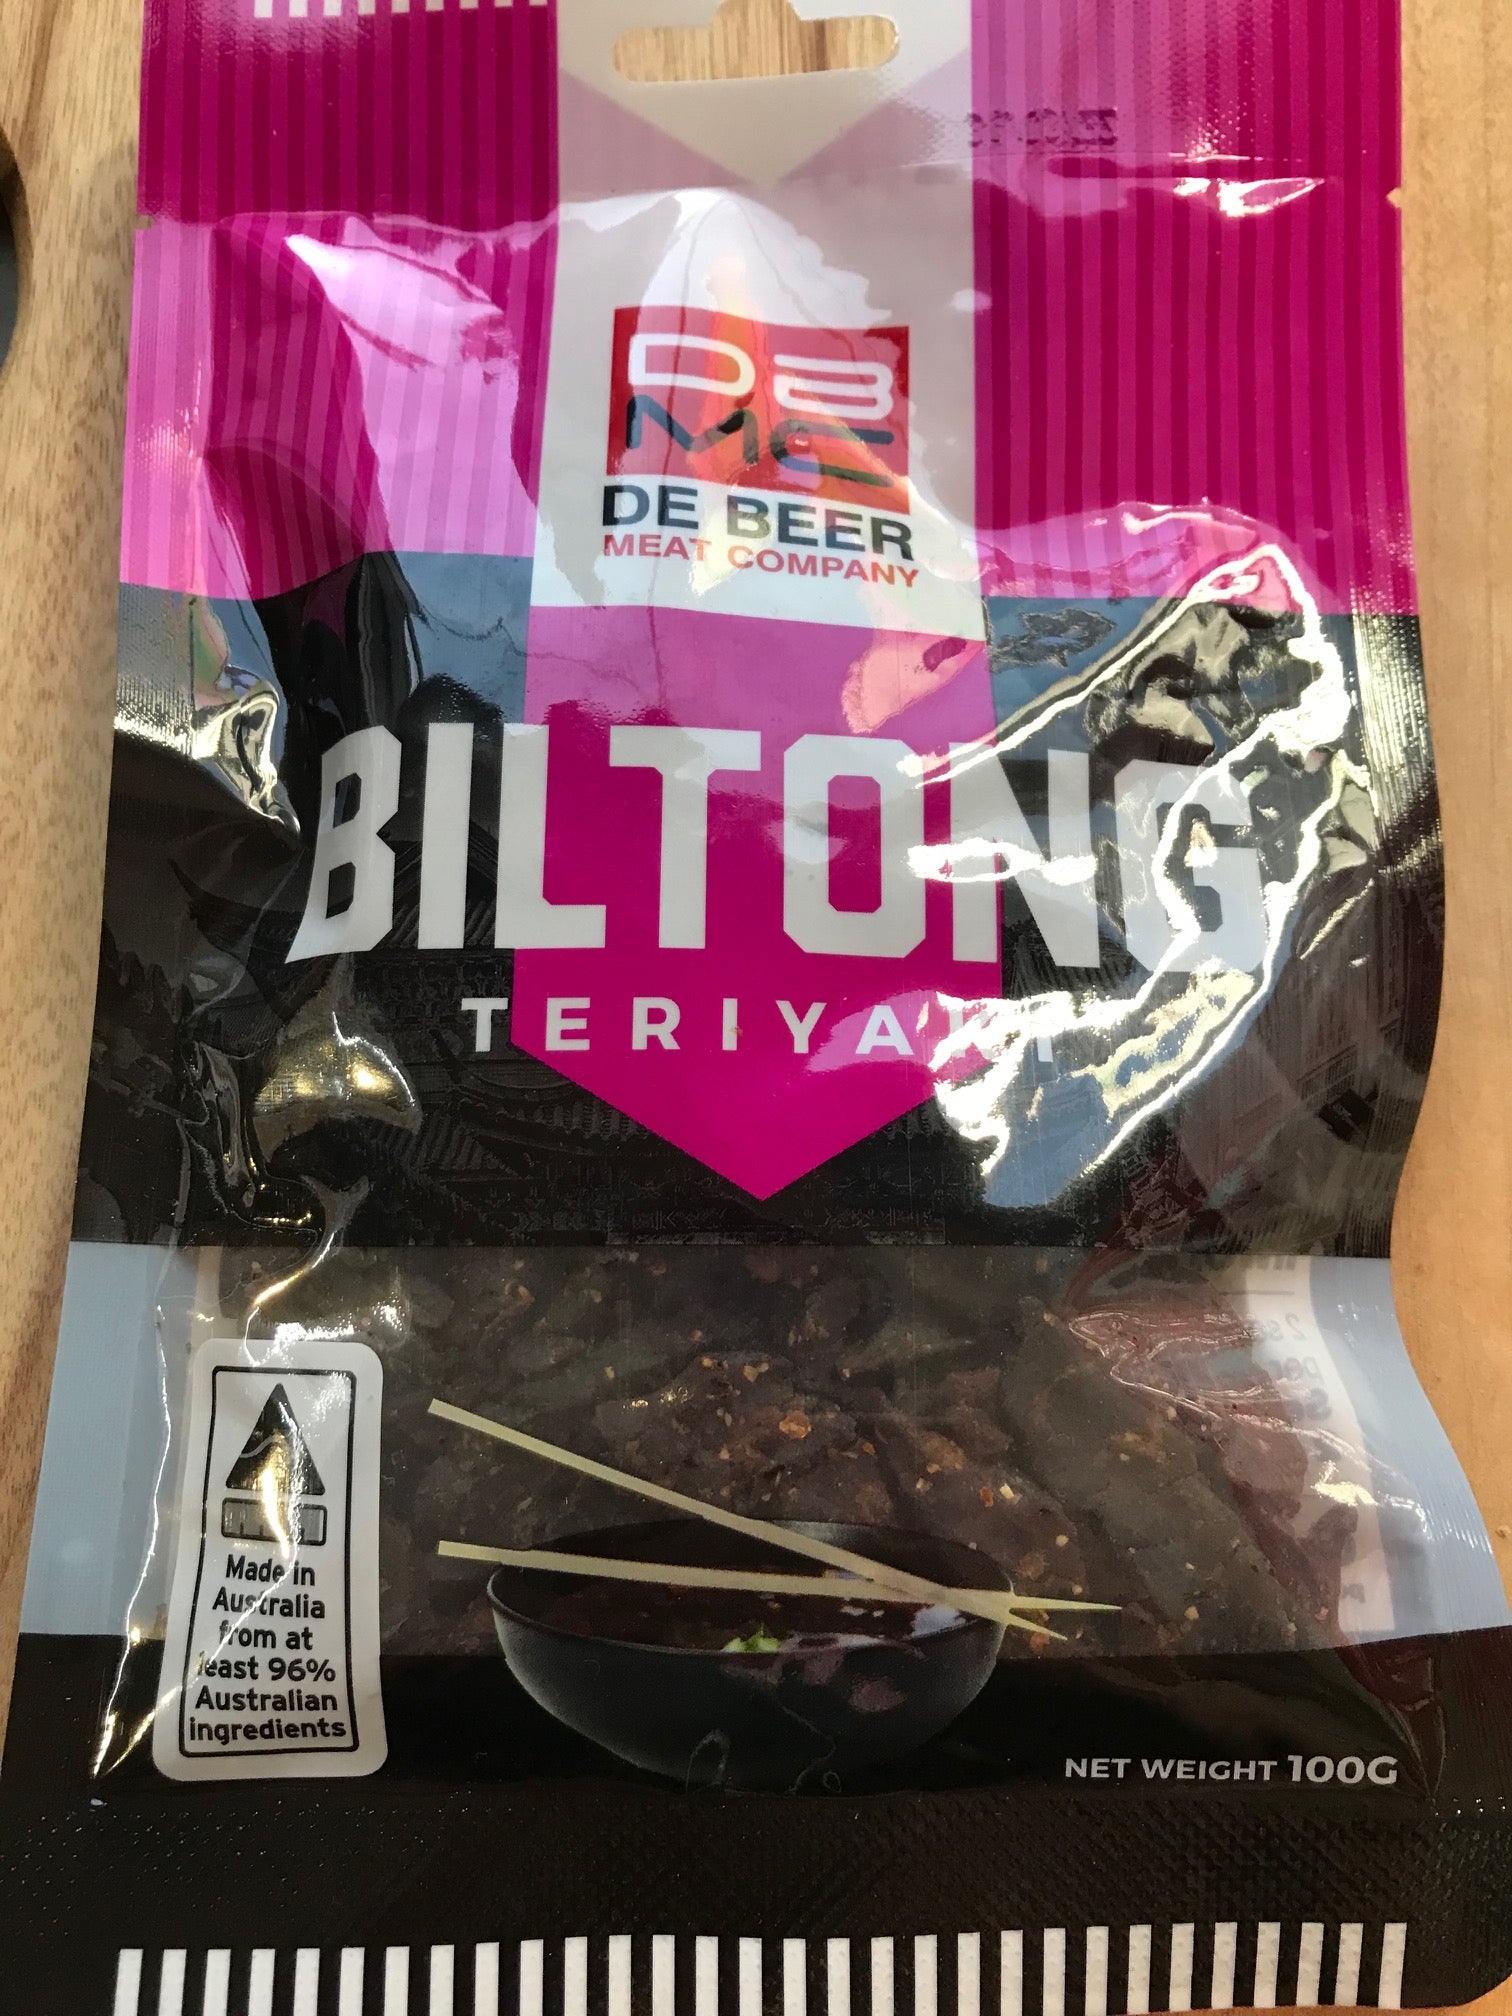 DB
MC
DE BEER
MEAT COMPANY
BILTONG
TERIYAKI
Made in
Australia
from at
least 96%
Australian
ingredients
NET WEIGHT 100G